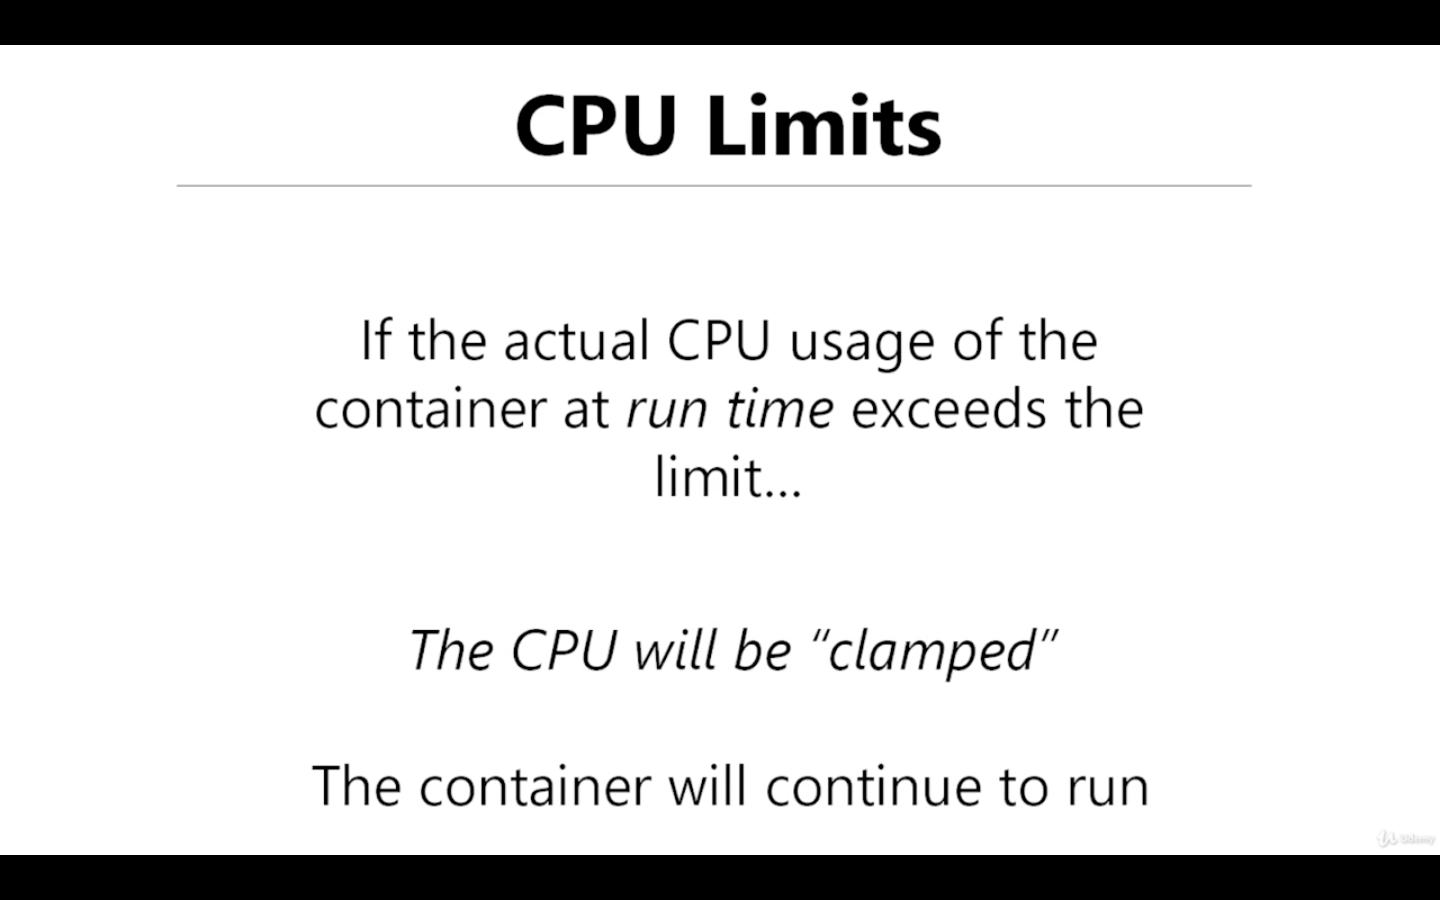 CPU Limits
If the actual CPU usage of the
container at run time exceeds the
limit...
The CPU will be “clamped”
The container will continue to run
Udemy